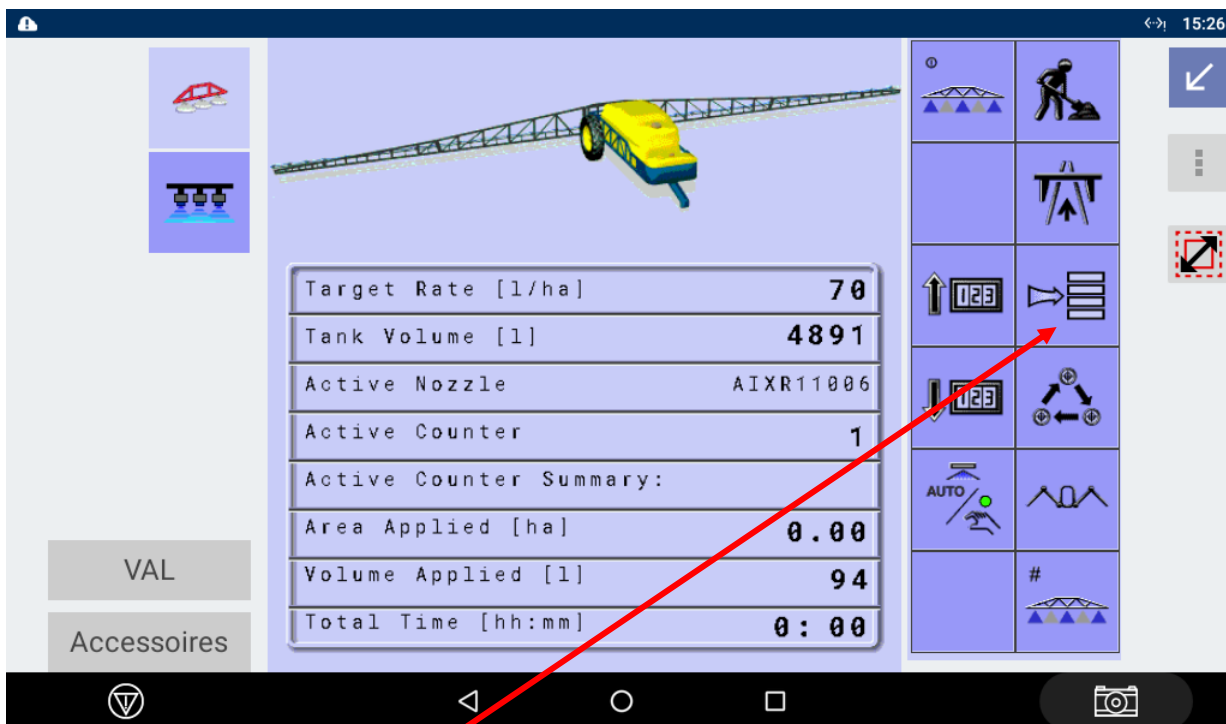 15:26
Target Rate [l/ha] 70
Tank Volume [l] 4891
Active Nozzle AIXR11006
Active Counter 1
Active Counter Summary:
Area Applied [ha] 0.00
Volume Applied [l] 94
Total Time [hh:mm] 0:00
VAL
Accessoires
123
123
AUTO
#